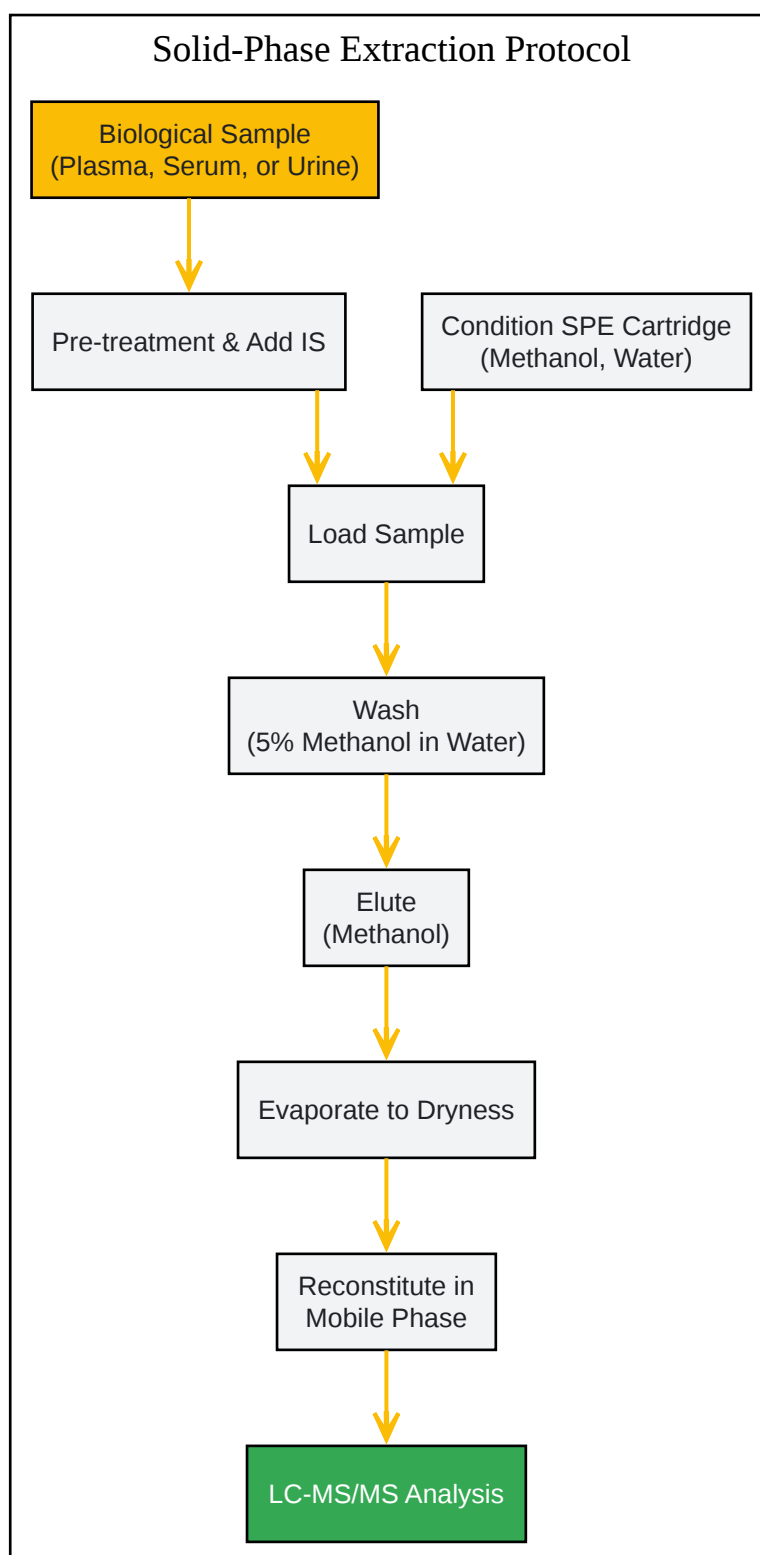 Solid-Phase Extraction Protocol
Biological Sample
(Plasma, Serum, or Urine)
Pre-treatment & Add IS
Condition SPE Cartridge
(Methanol, Water)
Load Sample
Wash
(5% Methanol in Water)
Elute
(Methanol)
Evaporate to Dryness
Reconstitute in
Mobile Phase
LC-MS/MS Analysis